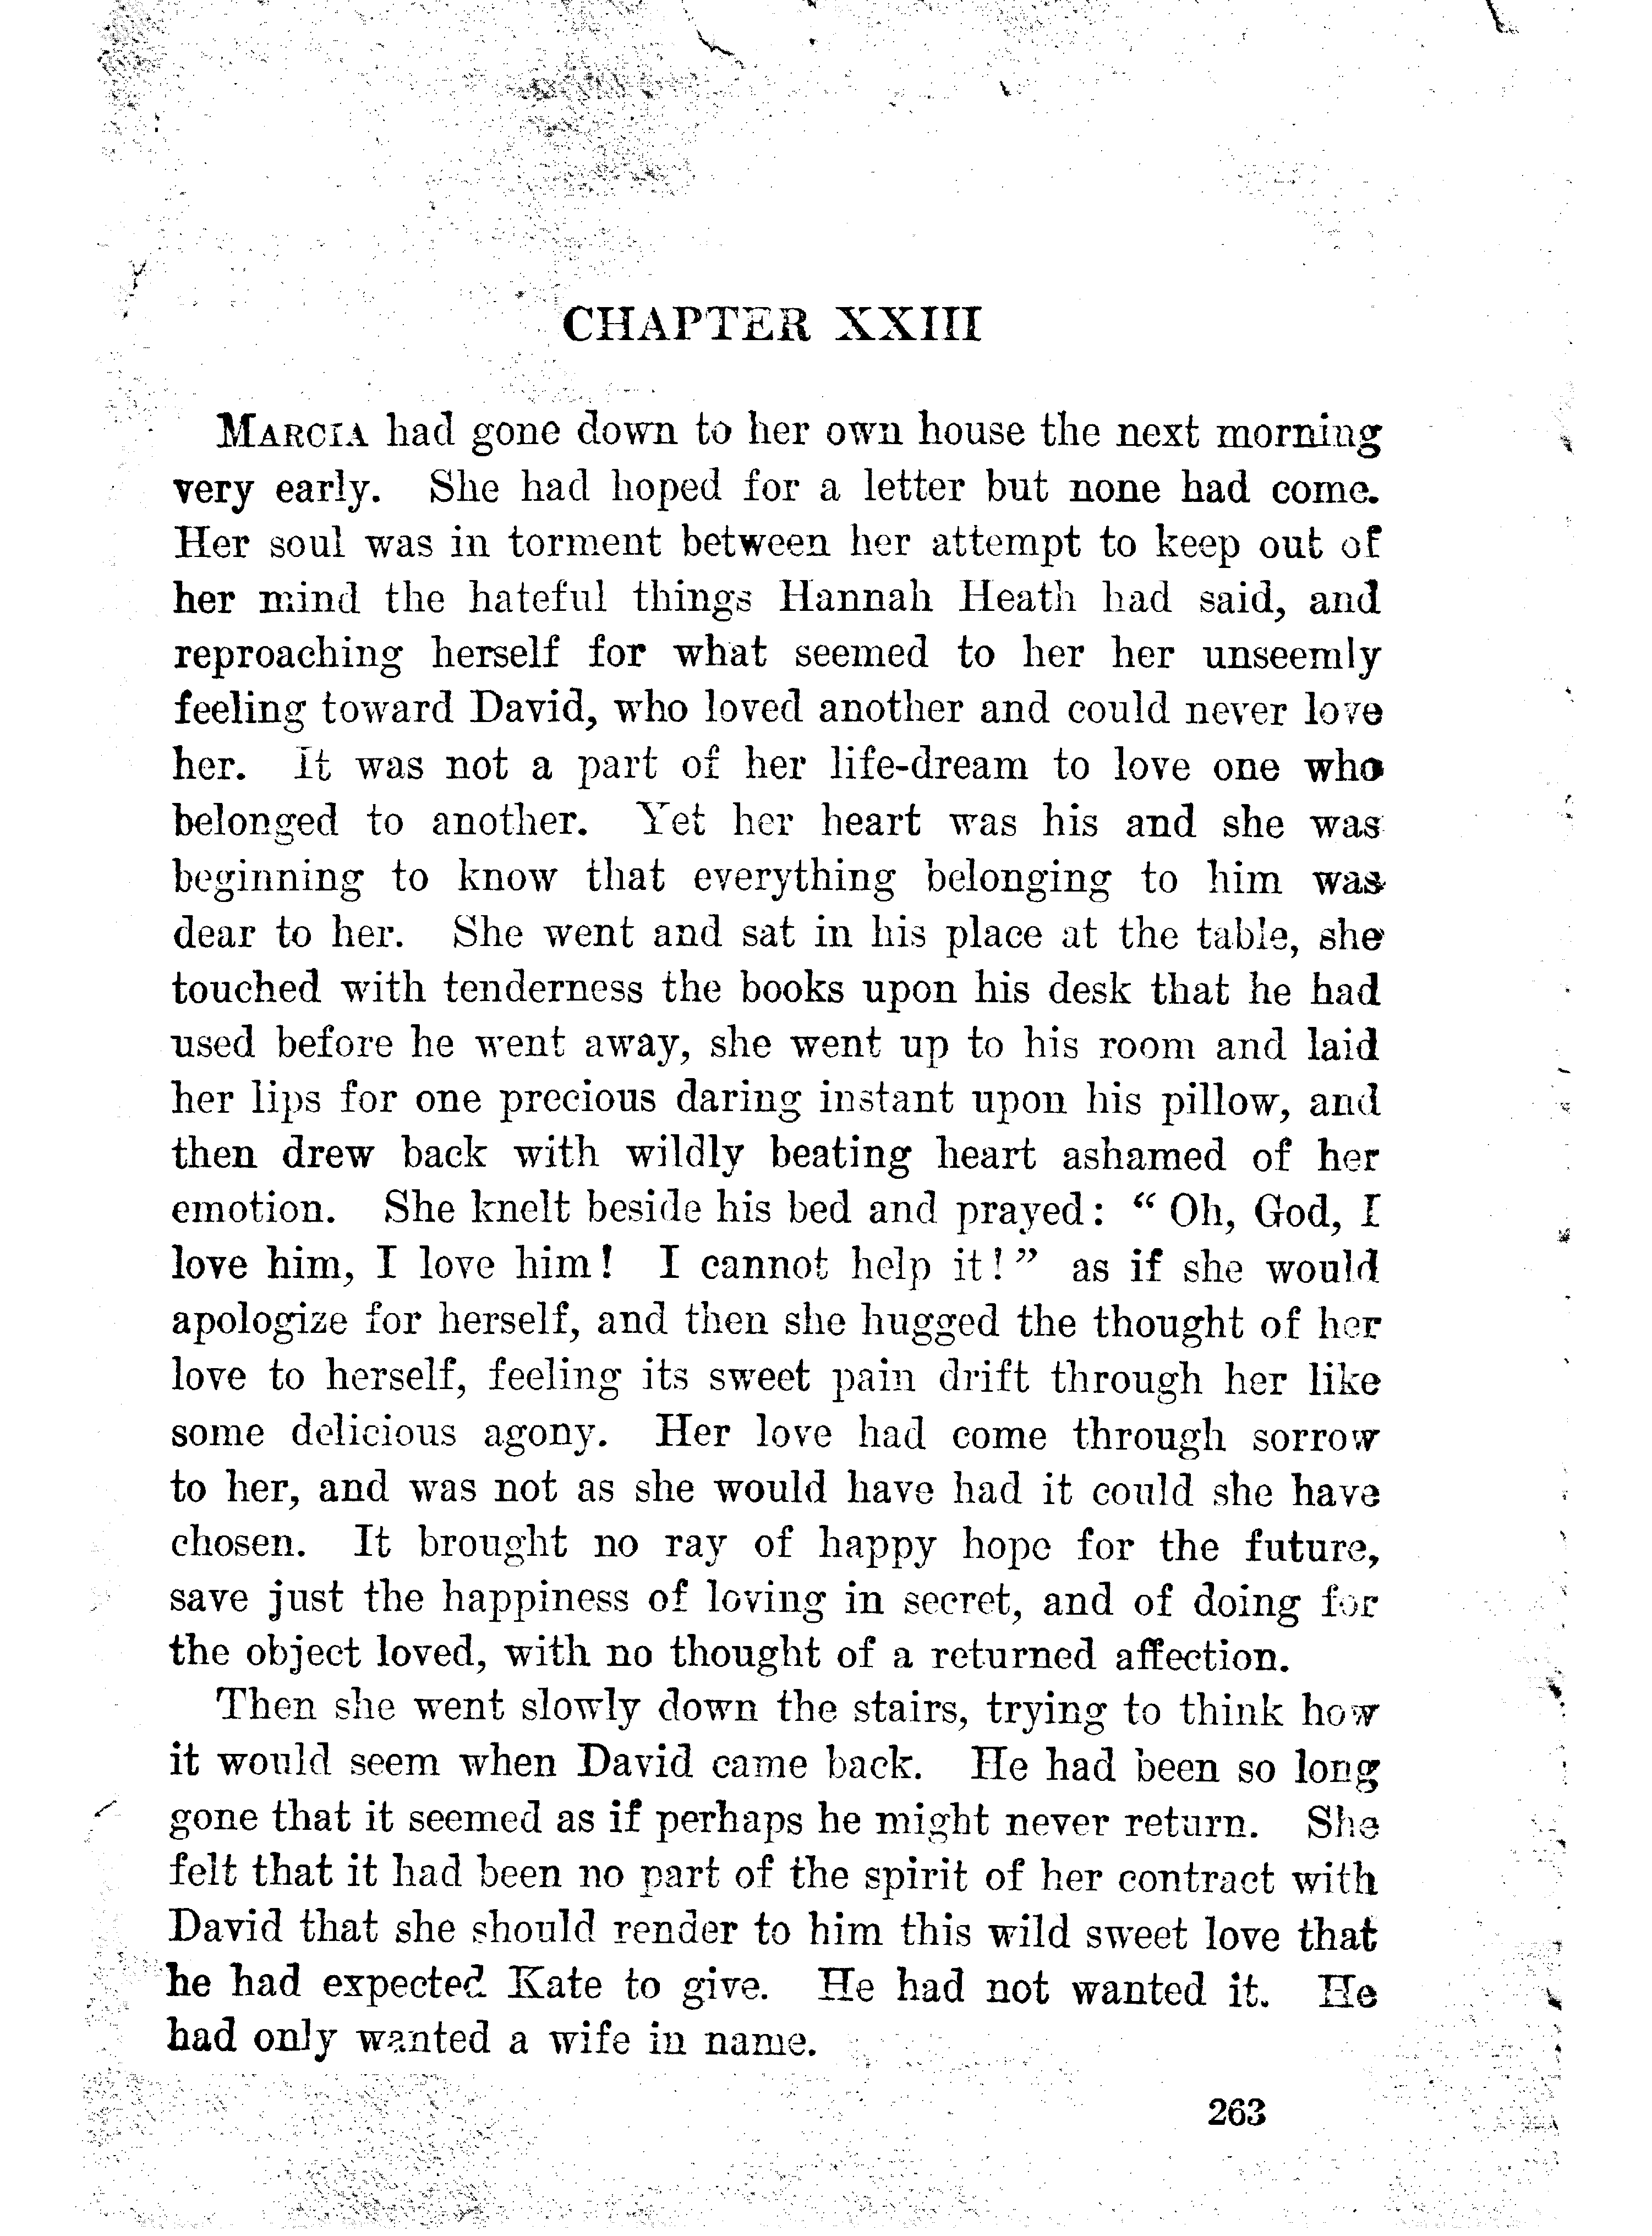 CHAPTER XXIII
MARCIA had gone down to her own house the next morning
very early. She had hoped for a letter but none had come.
Her soul was in torment between her attempt to keep out of
her mind the hateful things Hannah Heath had said, and
reproaching herself for what seemed to her her unseemly
feeling toward David, who loved another and could never love
her. It was not a part of her life-dream to love one who
belonged to another. Yet her heart was his and she was
beginning to know that everything belonging to him was
dear to her. She went and sat in his place at the table, she
touched with tenderness the books upon his desk that he had
used before he went away, she went up to his room and laid
her lips for one precious daring instant upon his pillow, and
then drew back with wildly beating heart ashamed of her
emotion. She knelt beside his bed and prayed: “ Oh, God, I
love him, I love him! I cannot help it!” as if she would
apologize for herself, and then she hugged the thought of her
love to herself, feeling its sweet pain drift through her like
some delicious agony. Her love had come through sorrow
to her, and was not as she would have had it could she have
chosen. It brought no ray of happy hope for the future,
save just the happiness of loving in secret, and of doing for
the object loved, with no thought of a returned affection.
Then she went slowly down the stairs, trying to think how
it would seem when David came back. He had been so long
gone that it seemed as if perhaps he might never return. She
felt that it had been no part of the spirit of her contract with
David that she should render to him this wild sweet love that
he had expected Kate to give. He had not wanted it. He
had only wanted a wife in name.
263